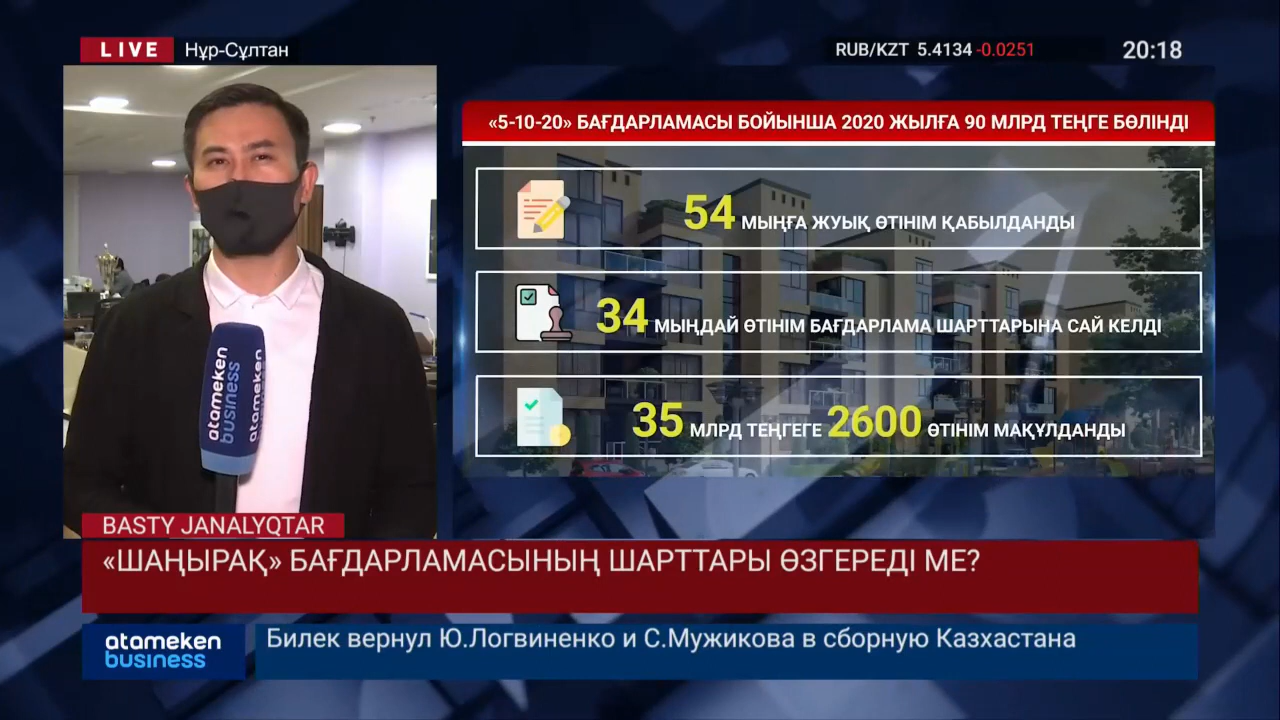 LIVE Нұр-Сұлтан
RUB/KZT 5.4134 -0.0251
20:18
«5-10-20» БАҒДАРЛАМАСЫ БОЙЫНША 2020 ЖЫЛҒА 90 МЛРД ТЕҢГЕ БӨЛІНДІ
54 МЫҢҒА ЖУЫҚ ӨТІНІМ ҚАБЫЛДАНДЫ
34 МЫҢДАЙ ӨТІНІМ БАҒДАРЛАМА ШАРТТАРЫНА САЙ КЕЛДІ
35 МЛРД ТЕҢГЕГЕ 2600 ӨТІНІМ МАҚҰЛДАНДЫ
atameken
business
atameken
BASTY JANALYQTAR
«ШАҢЫРАҚ» БАҒДАРЛАМАСЫНЫҢ ШАРТТАРЫ ӨЗГЕРЕДІ МЕ?
atameken
business
Билек вернул Ю.Логвиненко и С.Мужикова в сборную Казхастана